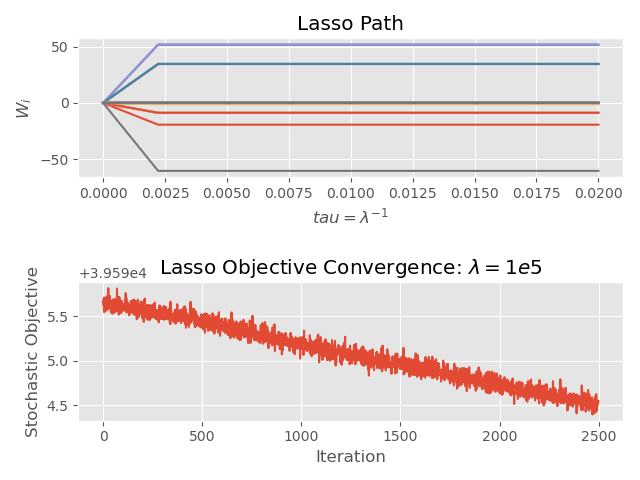 Lasso Path
50
0
−50
W_i
0.0000 0.0025 0.0050 0.0075 0.0100 0.0125 0.0150 0.0175 0.0200
tau = λ⁻¹
Lasso Objective Convergence: λ = 1e5
+3.959e4
5.5
5.0
4.5
Stochastic Objective
0 500 1000 1500 2000 2500
Iteration